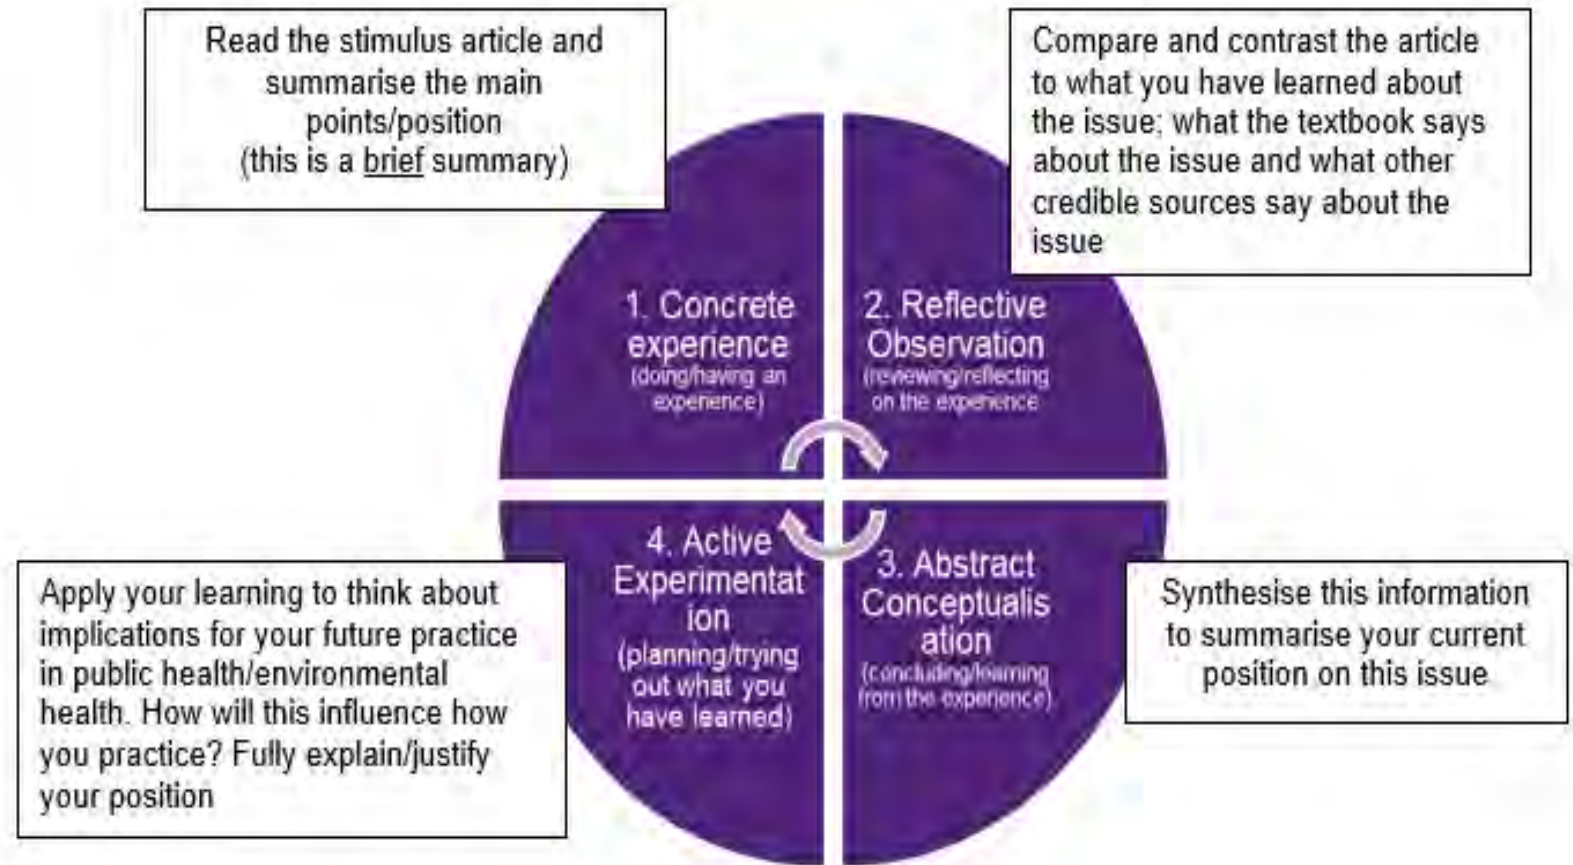 Read the stimulus article and
summarise the main
points/position
(this is a brief summary)
Compare and contrast the article
to what you have learned about
the issue; what the textbook says
about the issue and what other
credible sources say about the
issue
1. Concrete
experience
(doing/having an
experience)
2. Reflective
Observation
(reviewing/reflecting
on the experience
4. Active
Experimentat
ion
(planning/trying
out what you
have learned)
3. Abstract
Conceptualis
ation
(concluding/learning
from the experience)
Apply your learning to think about
implications for your future practice
in public health/environmental
health. How will this influence how
you practice? Fully explain/justify
your position
Synthesise this information
to summarise your current
position on this issue